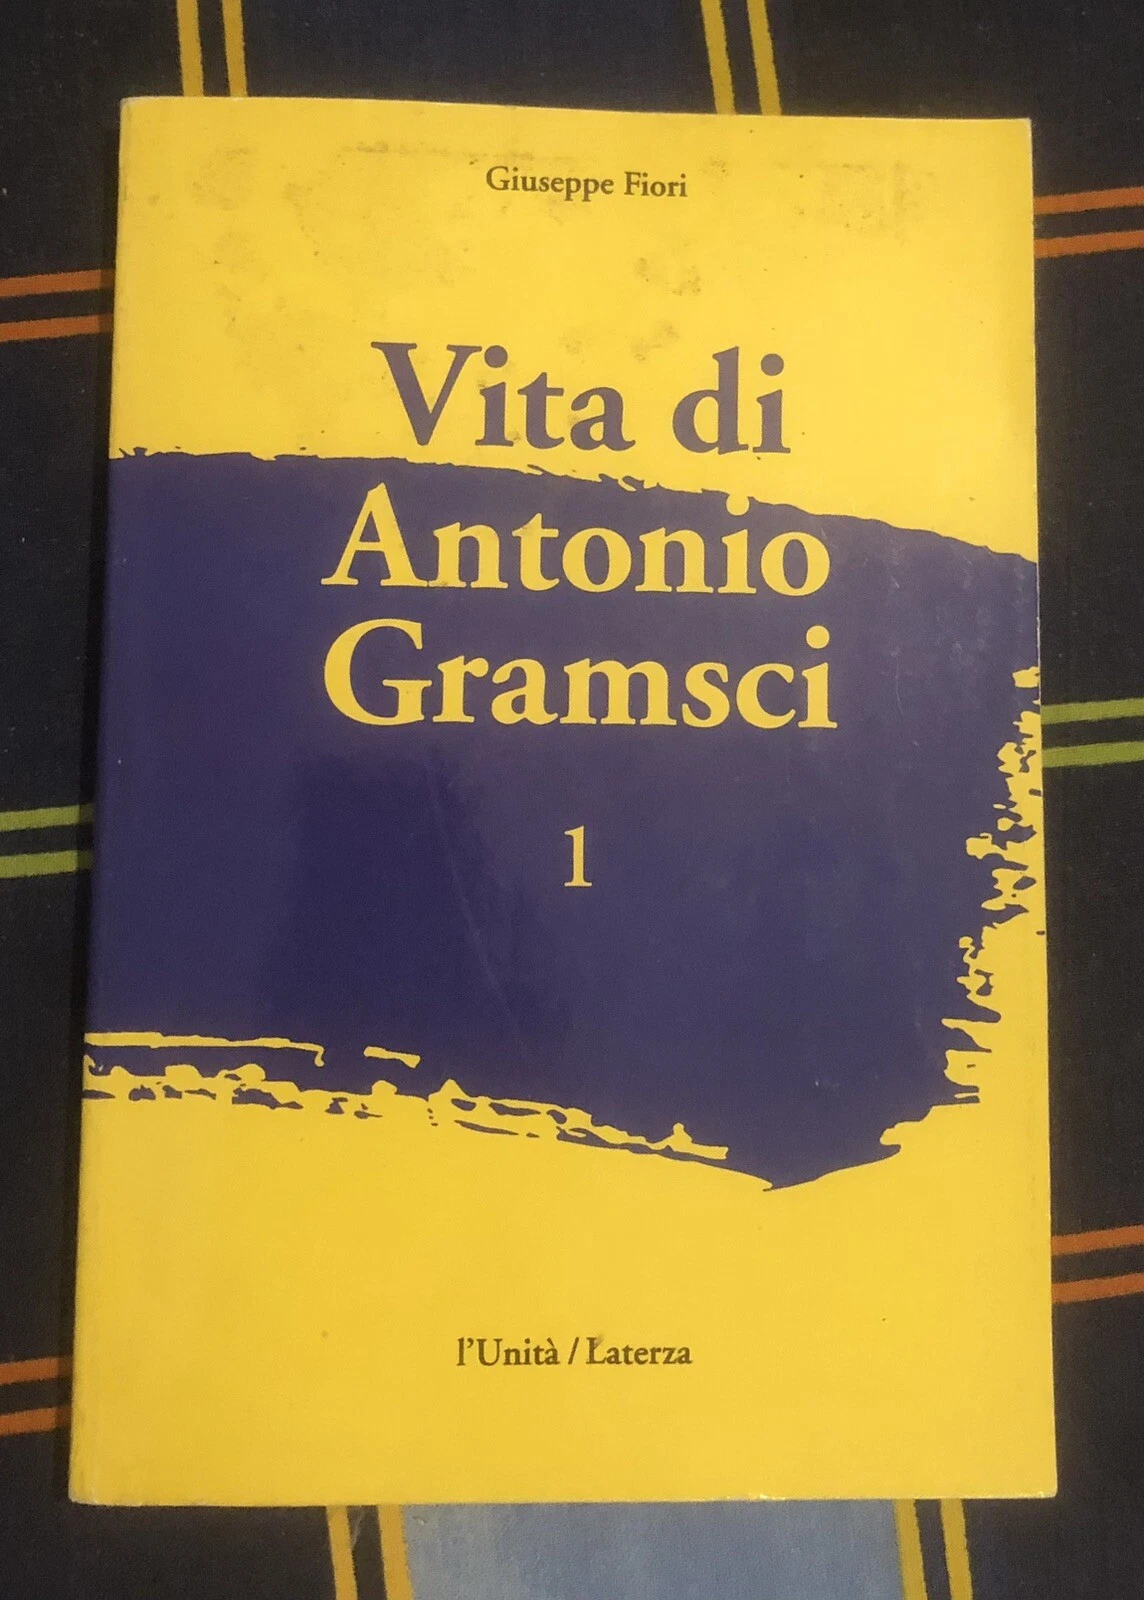 Giuseppe Fiori
Vita di
Antonio
Gramsci
1
l'Unità / Laterza